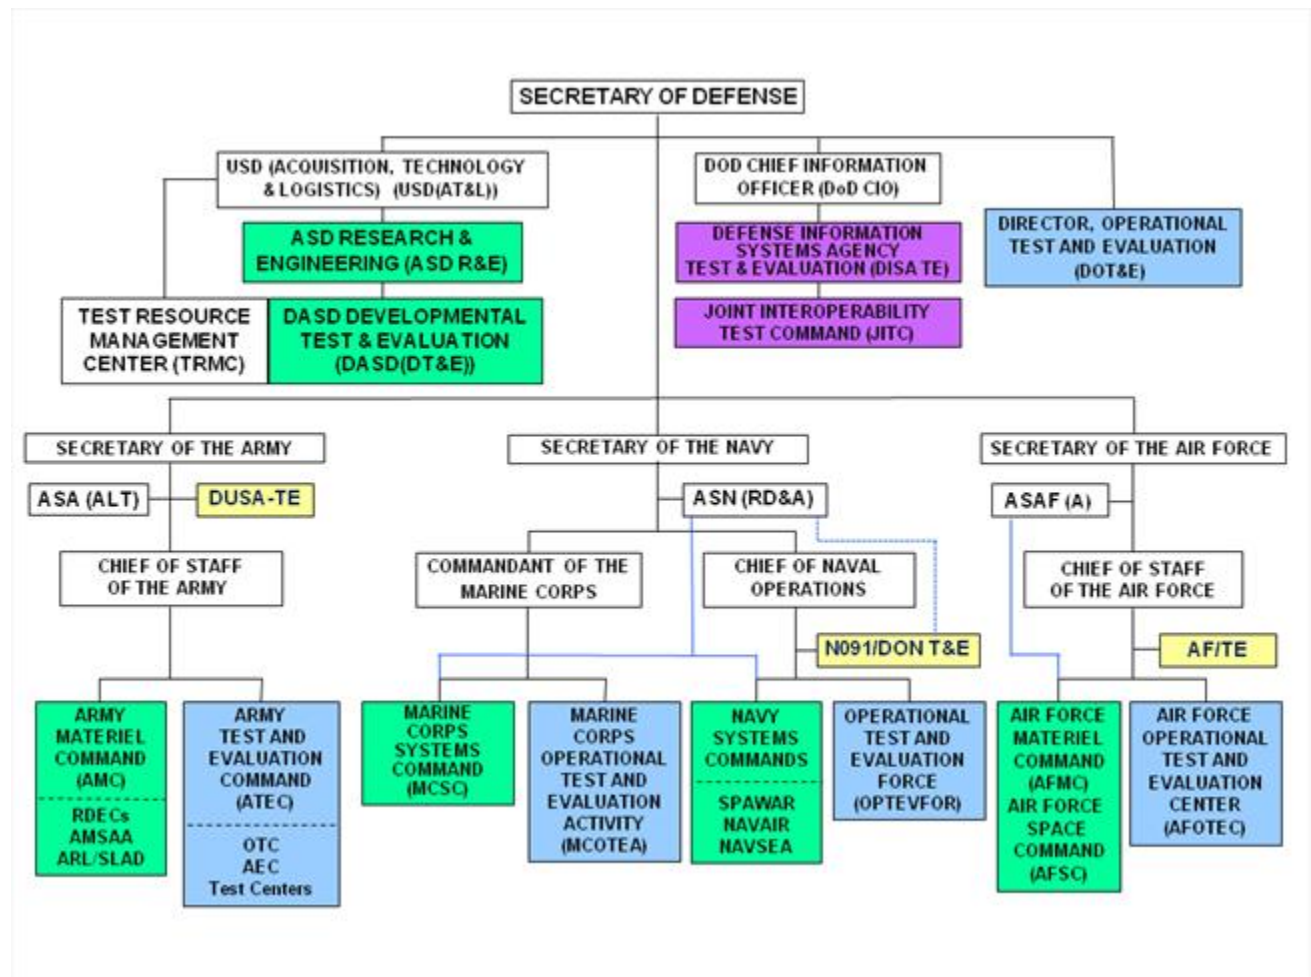 SECRETARY OF DEFENSE
USD (ACQUISITION, TECHNOLOGY
& LOGISTICS) (USD(AT&L))
DOD CHIEF INFORMATION
OFFICER (DoD CIO)
ASD RESEARCH &
ENGINEERING (ASD R&E)
DEFENSE INFORMATION
SYSTEMS AGENCY
TEST & EVALUATION (DISA TE)
DIRECTOR, OPERATIONAL
TEST AND EVALUATION
(DOT&E)
TEST RESOURCE
MANAGEMENT
CENTER (TRMC)
DASD DEVELOPMENTAL
TEST & EVALUATION
(DASD(DT&E))
JOINT INTEROPERABILITY
TEST COMMAND (JITC)
SECRETARY OF THE ARMY
SECRETARY OF THE NAVY
SECRETARY OF THE AIR FORCE
ASA (ALT)
DUSA-TE
ASN (RD&A)
ASAF (A)
CHIEF OF STAFF
OF THE ARMY
COMMANDANT OF THE
MARINE CORPS
CHIEF OF NAVAL
OPERATIONS
CHIEF OF STAFF
OF THE AIR FORCE
N091/DON T&E
AF/TE
ARMY
MATERIEL
COMMAND
(AMC)
RDECs
AMSAA
ARL/SLAD
ARMY
TEST AND
EVALUATION
COMMAND
(ATEC)
OTC
AEC
Test Centers
MARINE
CORPS
SYSTEMS
COMMAND
(MCSC)
MARINE
CORPS
OPERATIONAL
TEST AND
EVALUATION
ACTIVITY
(MCOTEA)
NAVY
SYSTEMS
COMMANDS
SPAWAR
NAVAIR
NAVSEA
OPERATIONAL
TEST AND
EVALUATION
FORCE
(OPTEVFOR)
AIR FORCE
MATERIEL
COMMAND
(AFMC)
AIR FORCE
SPACE
COMMAND
(AFSC)
AIR FORCE
OPERATIONAL
TEST AND
EVALUATION
CENTER
(AFOTEC)